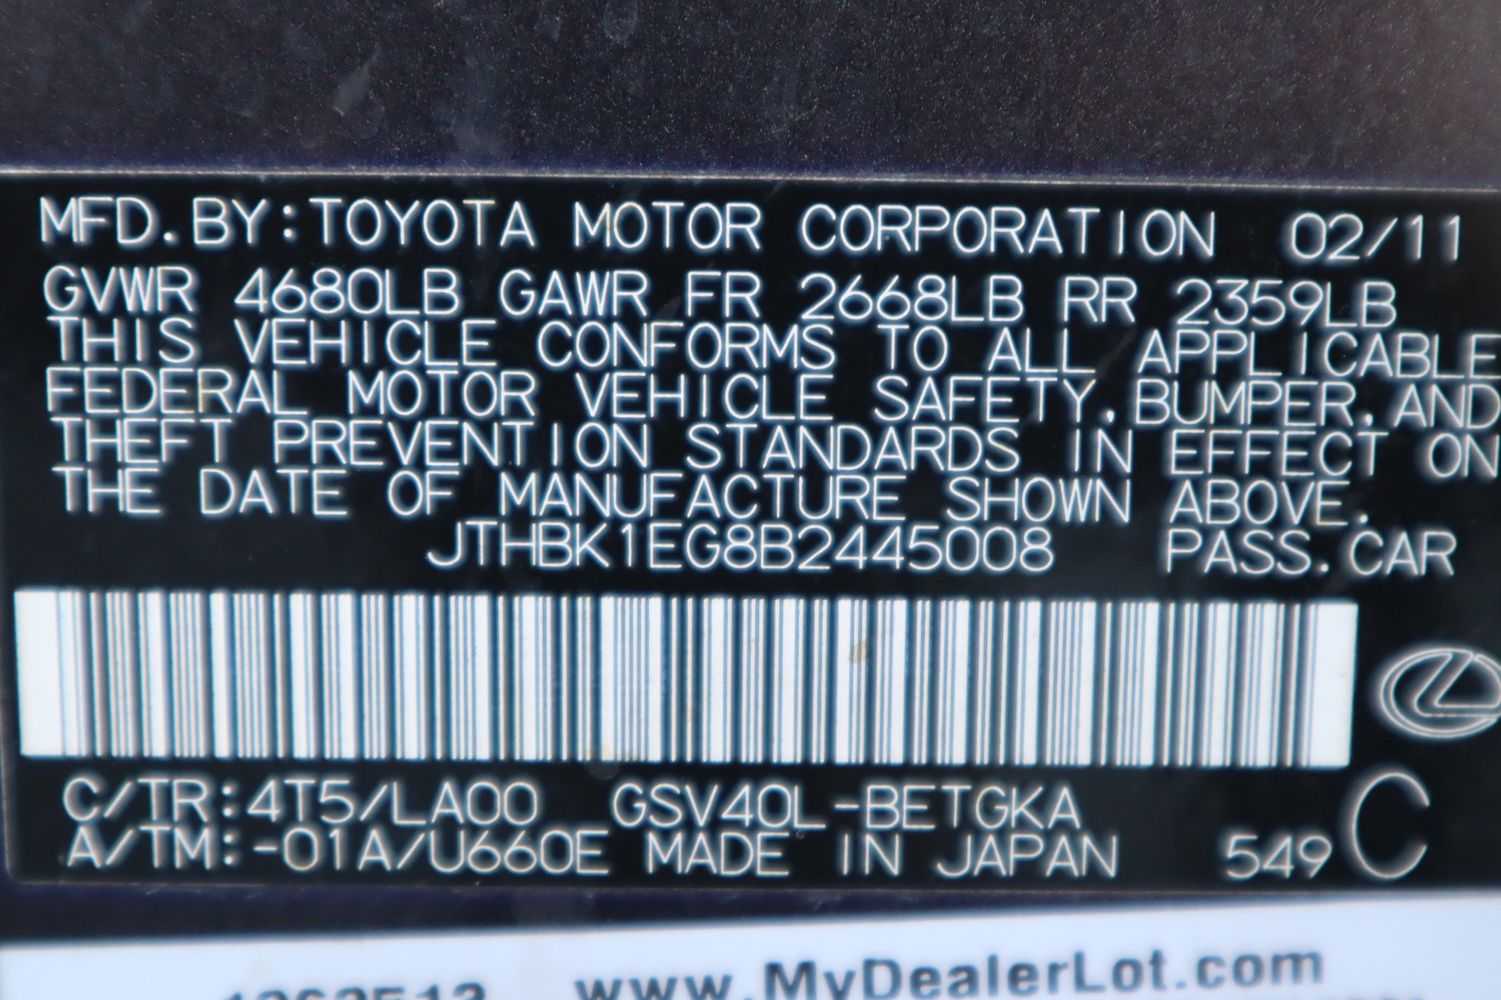 MFD.BY:TOYOTA MOTOR CORPORATION 02/11
GVWR 4680LB GAWR FR 2668LB RR 2359LB
THIS VEHICLE CONFORMS TO ALL APPLICABLE
FEDERAL MOTOR VEHICLE SAFETY,BUMPER,AND
THEFT PREVENTION STANDARDS IN EFFECT ON
THE DATE OF MANUFACTURE SHOWN ABOVE.
JTHBK1EG8B2445008 PASS.CAR
C/TR:4T5/LA00 GSV40L-BETGKA
A/TM:-01A/U660E MADE IN JAPAN 549 C
www.MyDealerLot.com